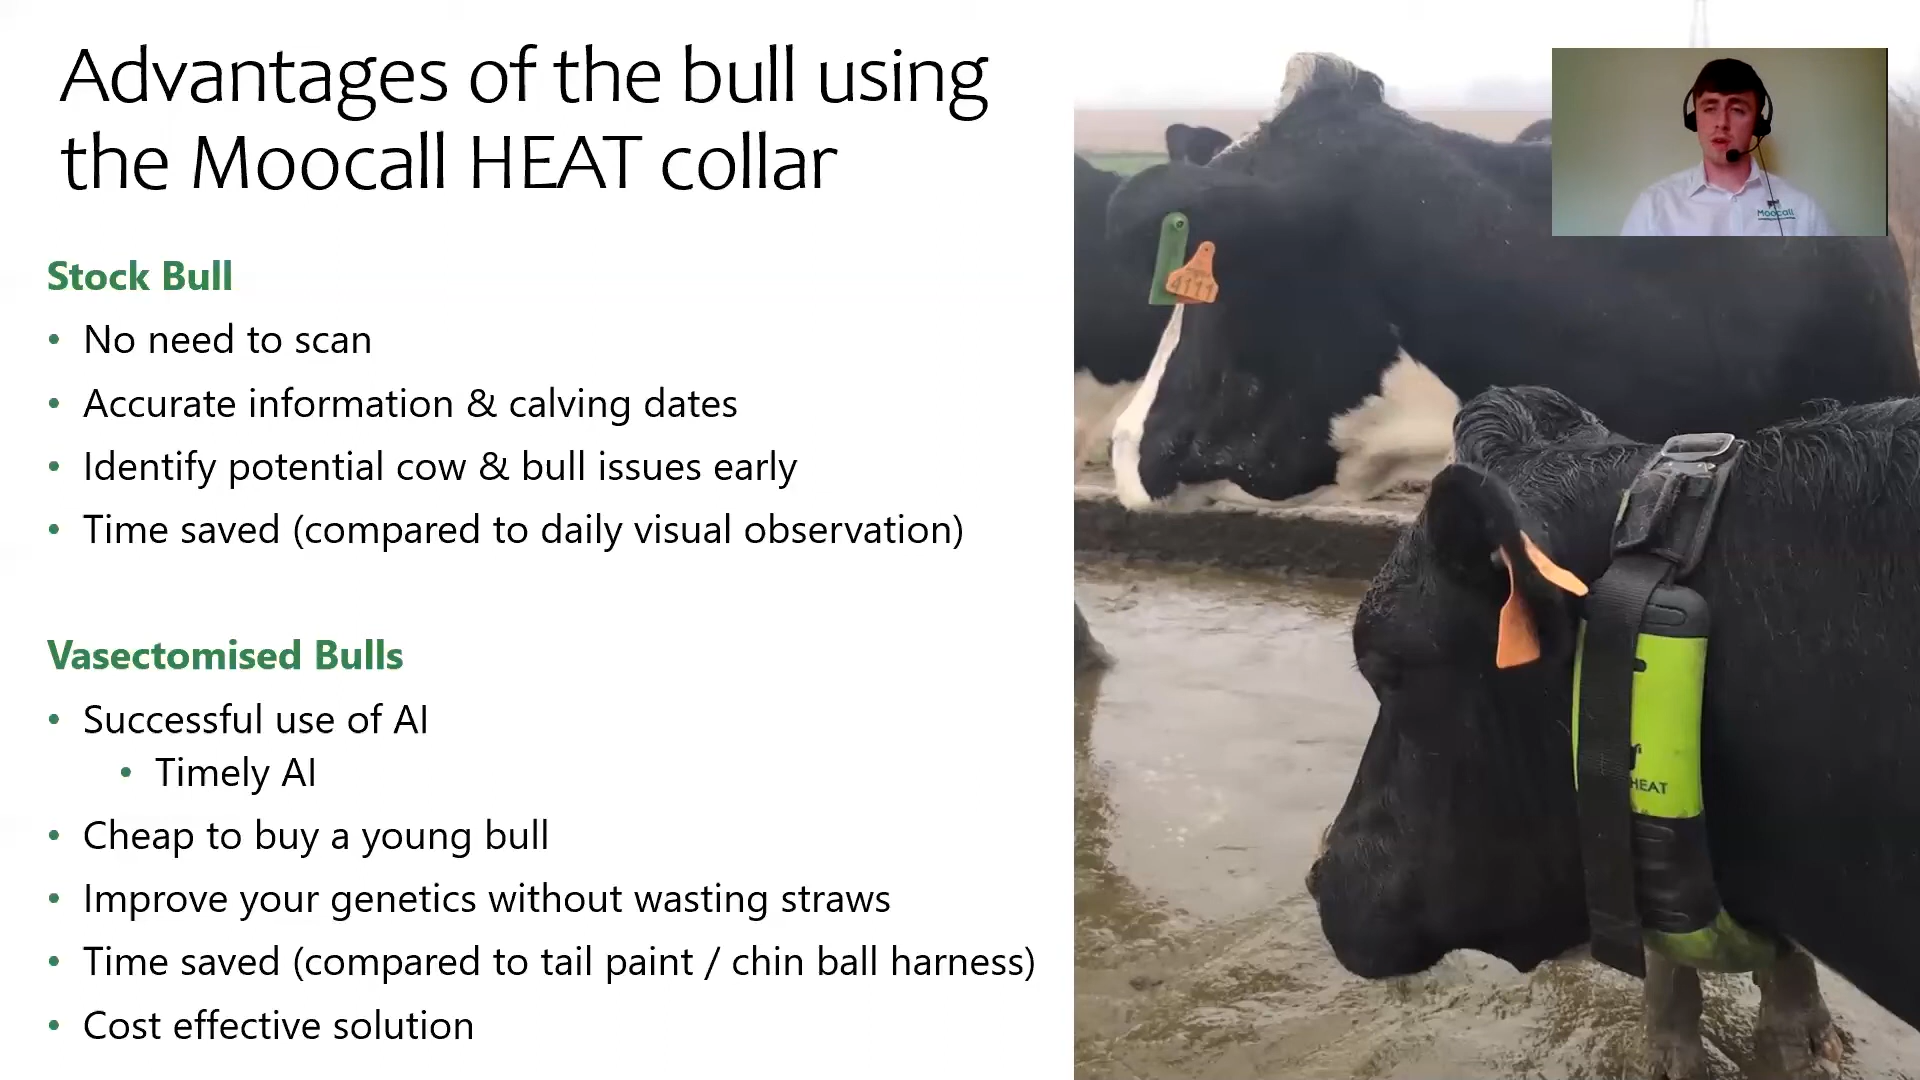 Advantages of the bull using
the Moocall HEAT collar
Stock Bull
• No need to scan
• Accurate information & calving dates
• Identify potential cow & bull issues early
• Time saved (compared to daily visual observation)
Vasectomised Bulls
• Successful use of AI
• Timely AI
• Cheap to buy a young bull
• Improve your genetics without wasting straws
• Time saved (compared to tail paint / chin ball harness)
• Cost effective solution
4111
Moocall
HEAT